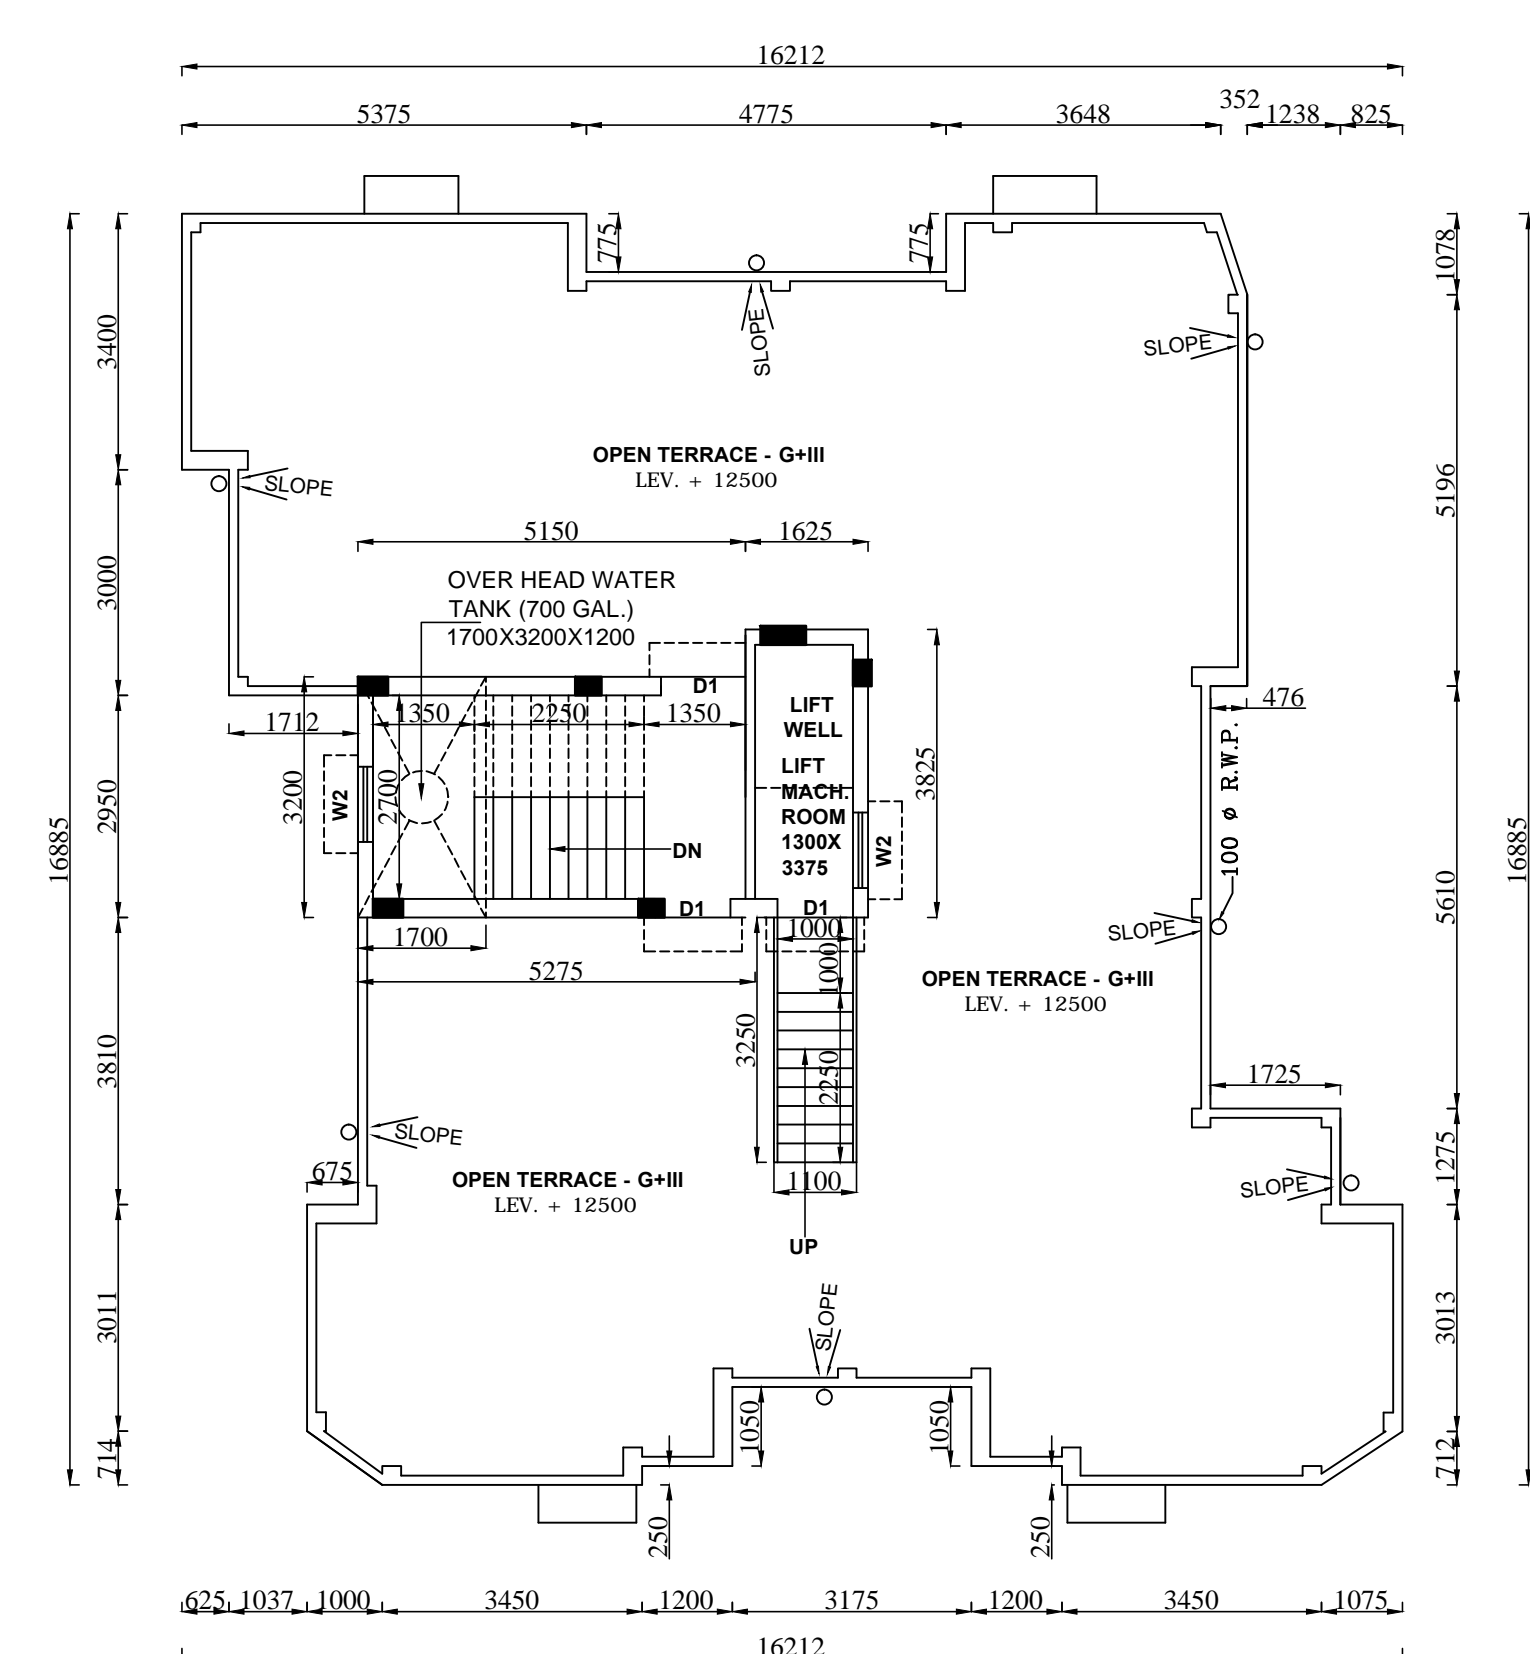 16212
5375
4775
3648
352
1238
825
775
775
1078
SLOPE
SLOPE
3400
OPEN TERRACE - G+III
LEV. + 12500
SLOPE
5196
5150
1625
OVER HEAD WATER
TANK (700 GAL.)
1700X3200X1200
3000
D1
1712
1350
2250
1350
LIFT
WELL
476
LIFT
MACH.
ROOM
1300X
3375
W2
3200
2700
2950
3825
W2
100 ø R.W.P.
16885
16885
DN
D1
D1
1700
1000
1000
5275
SLOPE
5610
OPEN TERRACE - G+III
LEV. + 12500
3810
3250
2250
1725
SLOPE
675
OPEN TERRACE - G+III
LEV. + 12500
1100
SLOPE
1275
UP
3011
SLOPE
3013
1050
1050
714
712
250
250
625
1037
1000
3450
1200
3175
1200
3450
1075
16212